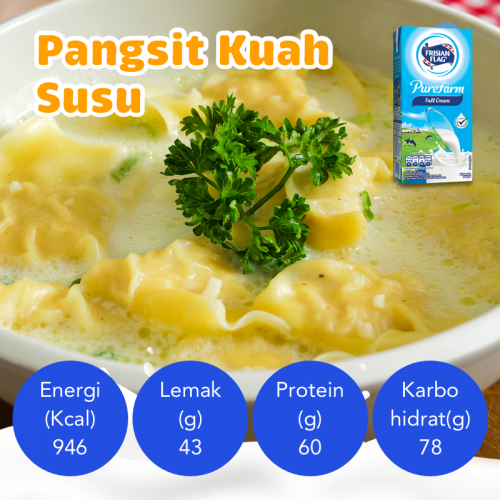 Pangsit Kuah
Susu
FRISIAN
FLAG
Purefarm
Full Cream
Energi
(Kcal)
946
Lemak
(g)
43
Protein
(g)
60
Karbo
hidrat(g)
78